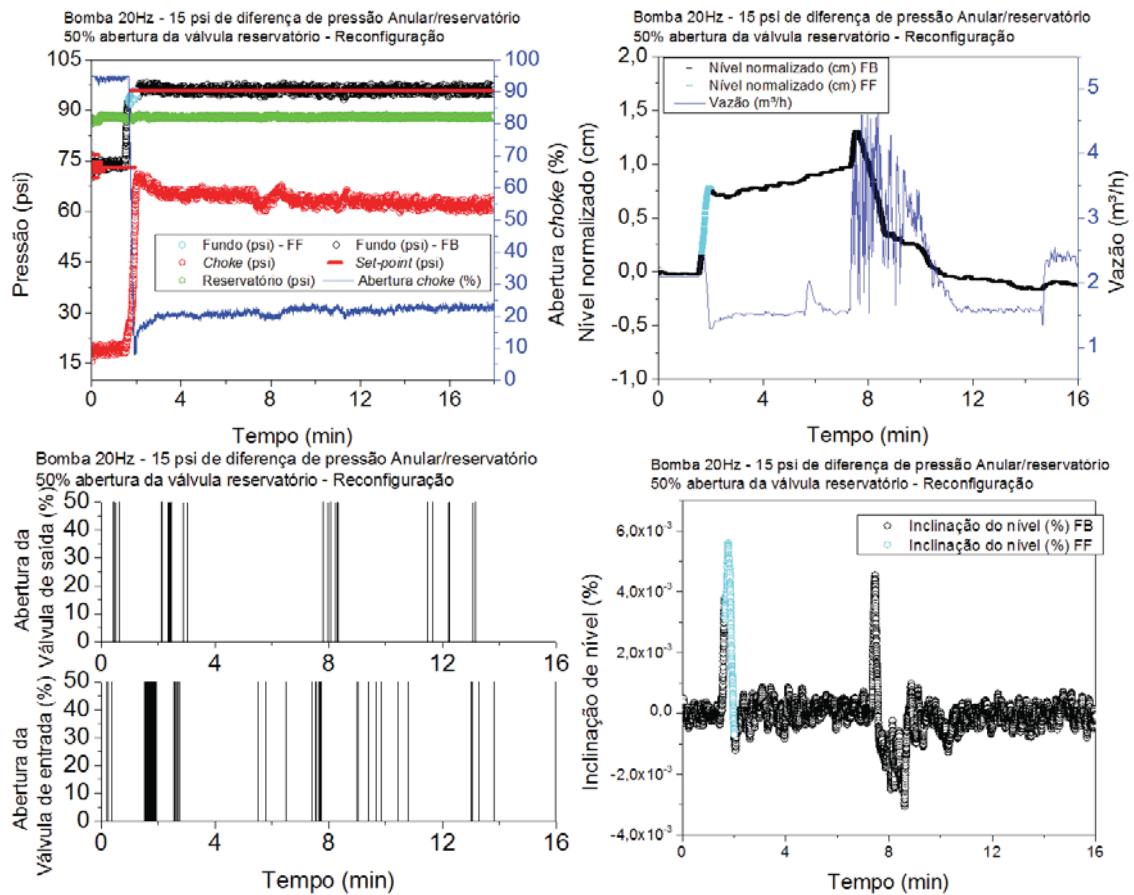 Bomba 20Hz - 15 psi de diferença de pressão Anular/reservatório
50% abertura da válvula reservatório - Reconfiguração
105
90
75
60
45
30
15
Pressão (psi)
Fundo (psi) - FF
Fundo (psi) - FB
Choke (psi)
Set-point (psi)
Reservatório (psi)
Abertura choke (%)
100
90
80
70
60
50
40
30
20
10
0
Abertura choke (%)
0 4 8 12 16
Tempo (min)
Bomba 20Hz - 15 psi de diferença de pressão Anular/reservatório
50% abertura da válvula reservatório - Reconfiguração
2,0
1,5
1,0
0,5
0,0
-0,5
-1,0
Nível normalizado (cm)
Nível normalizado (cm) FB
Nível normalizado (cm) FF
Vazão (m³/h)
5
4
3
2
1
Vazão (m³/h)
0 2 4 6 8 10 12 14 16
Tempo (min)
Bomba 20Hz - 15 psi de diferença de pressão Anular/reservatório
50% abertura da válvula reservatório - Reconfiguração
Abertura da
Válvula de saída (%)
50
40
30
20
10
0
0 4 8 12 16
Abertura da
Válvula de entrada (%)
50
40
30
20
10
0
0 4 8 12 16
Tempo (min)
Bomba 20Hz - 15 psi de diferença de pressão Anular/reservatório
50% abertura da válvula reservatório - Reconfiguração
6,0x10⁻³
4,0x10⁻³
2,0x10⁻³
0,0
-2,0x10⁻³
-4,0x10⁻³
Inclinação de nível (%)
Inclinação do nível (%) FB
Inclinação do nível (%) FF
0 4 8 12 16
Tempo (min)